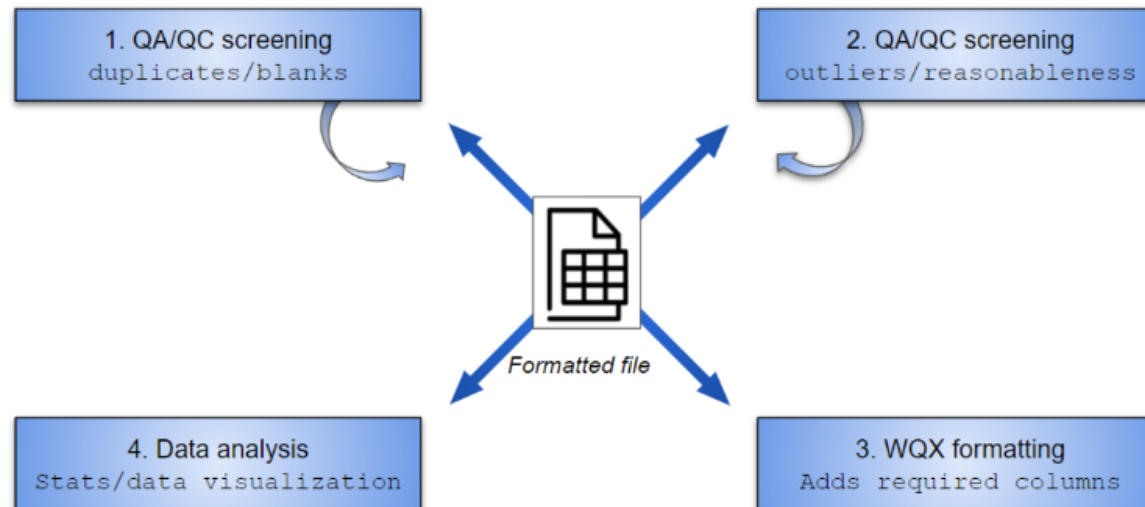 1. QA/QC screening
duplicates/blanks
2. QA/QC screening
outliers/reasonableness
Formatted file
4. Data analysis
Stats/data visualization
3. WQX formatting
Adds required columns